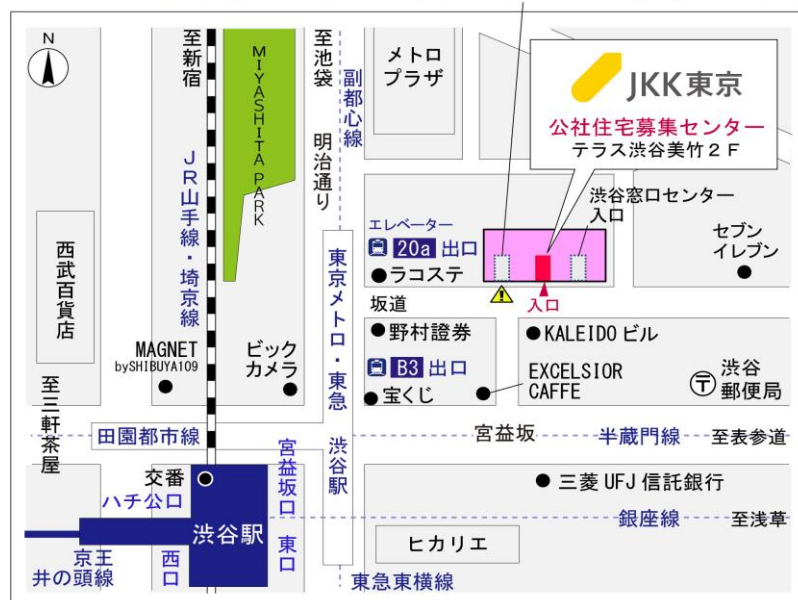 N
至新宿
JR山手線・埼京線
MIYASHITA PARK
至池袋
明治通り
副都心線
メトロ
プラザ
JKK東京
公社住宅募集センター
テラス渋谷美竹2F
渋谷窓口センター
入口
エレベーター
20a 出口
ラコステ
入口
セブン
イレブン
西武百貨店
東京メトロ・東急 渋谷駅
坂道
野村證券
B3 出口
宝くじ
KALEIDO ビル
EXCELSIOR
CAFFE
〒
渋谷
郵便局
MAGNET
bySHIBUYA109
ビック
カメラ
至三軒茶屋
田園都市線
宮益坂
半蔵門線
至表参道
交番
ハチ公口
宮益坂口
渋谷駅
京王
井の頭線
西口
東口
三菱 UFJ 信託銀行
銀座線
至浅草
ヒカリエ
東急東横線